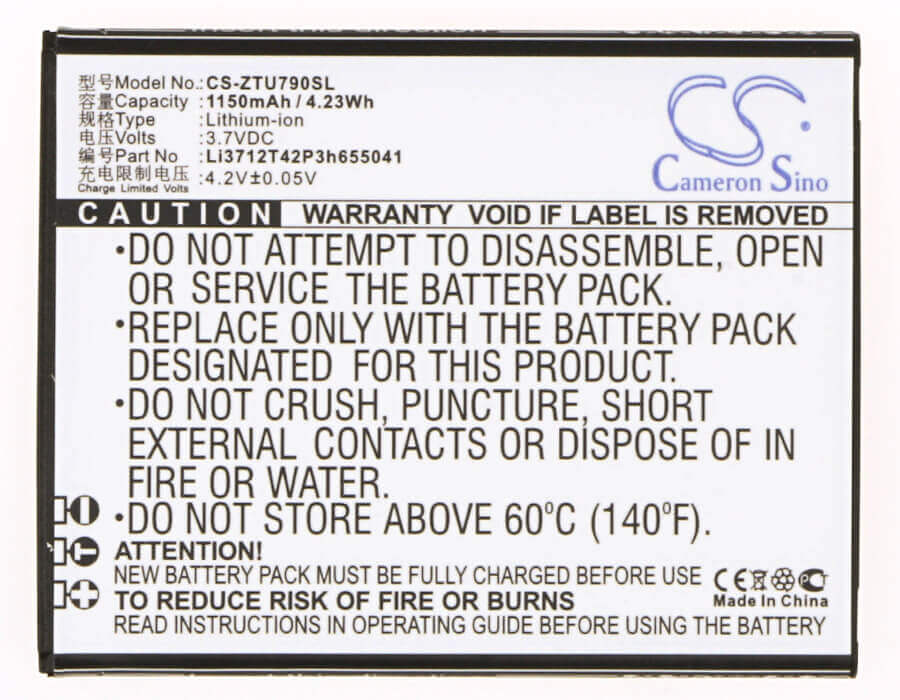 型号Model No.: CS-ZTU790SL
容量Capacity: 1150mAh / 4.23Wh
规格Type: Lithium-ion
电压Volts: 3.7VDC
编号Part No.: Li3712T42P3h655041
充电限制电压: 4.2V±0.05V
Charge Limited Volts
CS
Cameron Sino
CAUTION WARRANTY VOID IF LABEL IS REMOVED
•DO NOT ATTEMPT TO DISASSEMBLE, OPEN
OR SERVICE THE BATTERY PACK.
•REPLACE ONLY WITH THE BATTERY PACK
DESIGNATED FOR THIS PRODUCT.
•DO NOT CRUSH, PUNCTURE, SHORT
EXTERNAL CONTACTS OR DISPOSE OF IN
FIRE OR WATER.
•DO NOT STORE ABOVE 60°C (140°F).
ATTENTION!
NEW BATTERY PACK MUST BE FULLY CHARGED BEFORE USE
TO REDUCE RISK OF FIRE OR BURNS
READ INSTRUCTIONS IN OPERATING MANUAL BEFORE USING THE BATTERY
CE PCT
Made In China